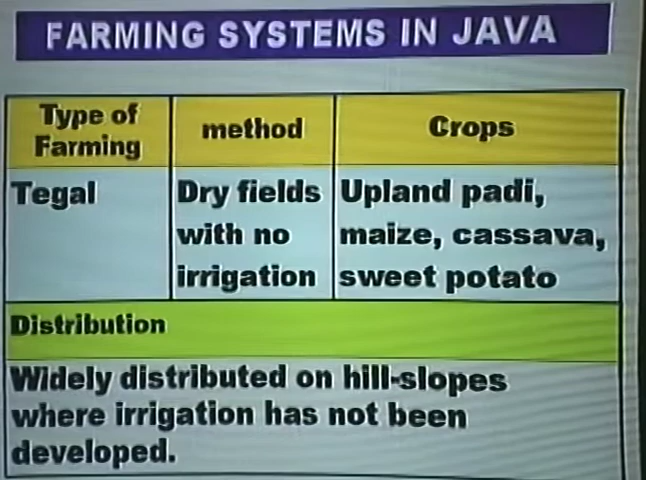 FARMING SYSTEMS IN JAVA
Type of
Farming
method
Crops
Tegal
Dry fields
with no
irrigation
Upland padi,
maize, cassava,
sweet potato
Distribution
Widely distributed on hill-slopes
where irrigation has not been
developed.